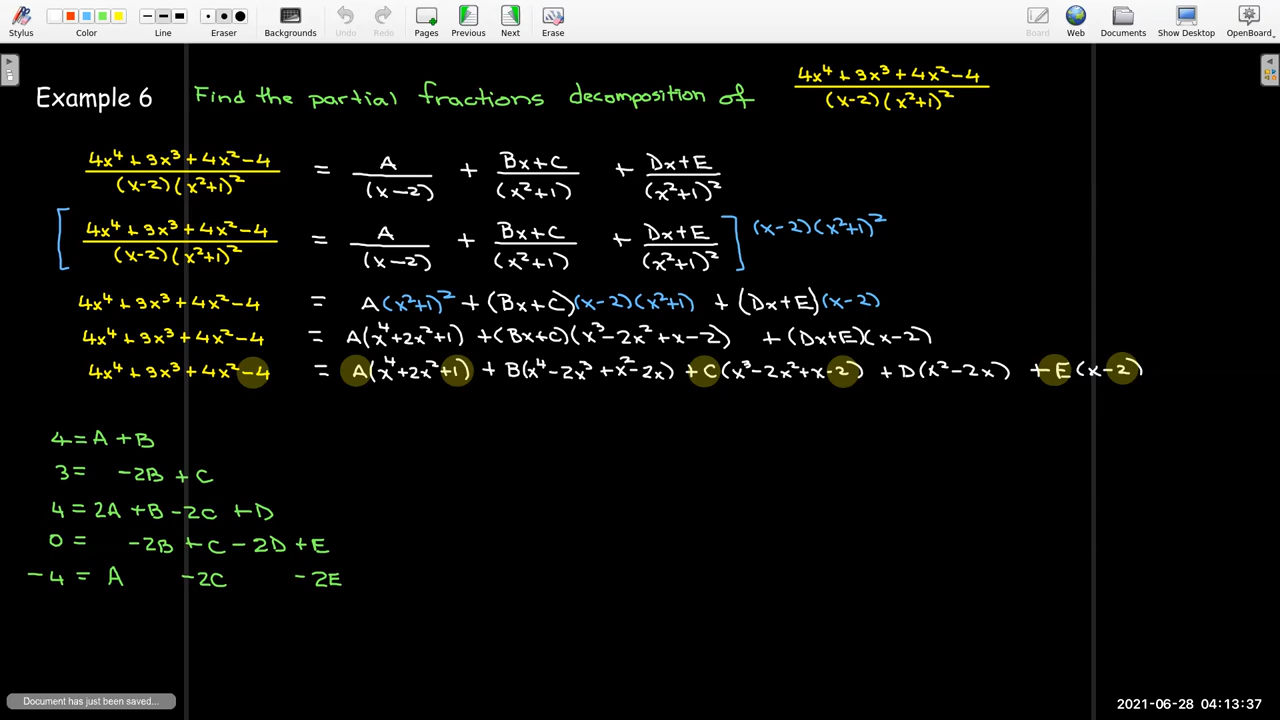 Stylus Color Line Eraser Backgrounds Undo Redo Pages Previous Next Erase Board Web Documents Show Desktop OpenBoard
Example 6 Find the partial fractions decomposition of (4x⁴+3x³+4x²-4)/((x-2)(x²+1)²)
(4x⁴+3x³+4x²-4)/((x-2)(x²+1)²) = A/(x-2) + (Bx+C)/(x²+1) + (Dx+E)/(x²+1)²
[(4x⁴+3x³+4x²-4)/((x-2)(x²+1)²) = A/(x-2) + (Bx+C)/(x²+1) + (Dx+E)/(x²+1)²](x-2)(x²+1)²
4x⁴+3x³+4x²-4 = A(x²+1)² + (Bx+C)(x-2)(x²+1) + (Dx+E)(x-2)
4x⁴+3x³+4x²-4 = A(x⁴+2x²+1) + (Bx+C)(x³-2x²+x-2) + (Dx+E)(x-2)
4x⁴+3x³+4x²-4 = A(x⁴+2x²+1) + B(x⁴-2x³+x²-2x) + C(x³-2x²+x-2) + D(x²-2x) + E(x-2)
4 = A + B
3 = -2B + C
4 = 2A + B - 2C + D
0 = -2B + C - 2D + E
-4 = A - 2C - 2E
Document has just been saved...
2021-06-28 04:13:37